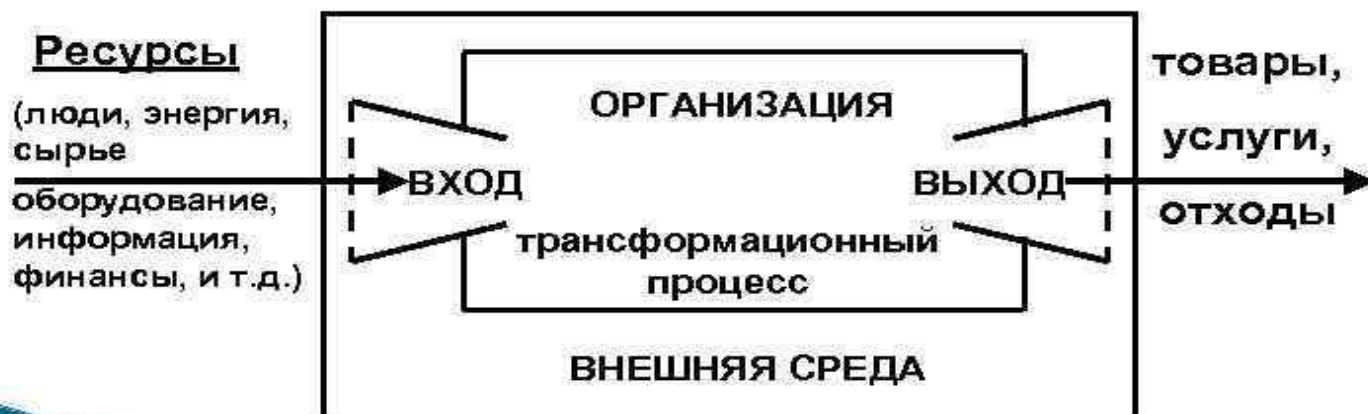 Ресурсы
(люди, энергия,
сырье
оборудование,
информация,
финансы, и т.д.)
ОРГАНИЗАЦИЯ
ВХОД
ВЫХОД
трансформационный
процесс
ВНЕШНЯЯ СРЕДА
товары,
услуги,
отходы